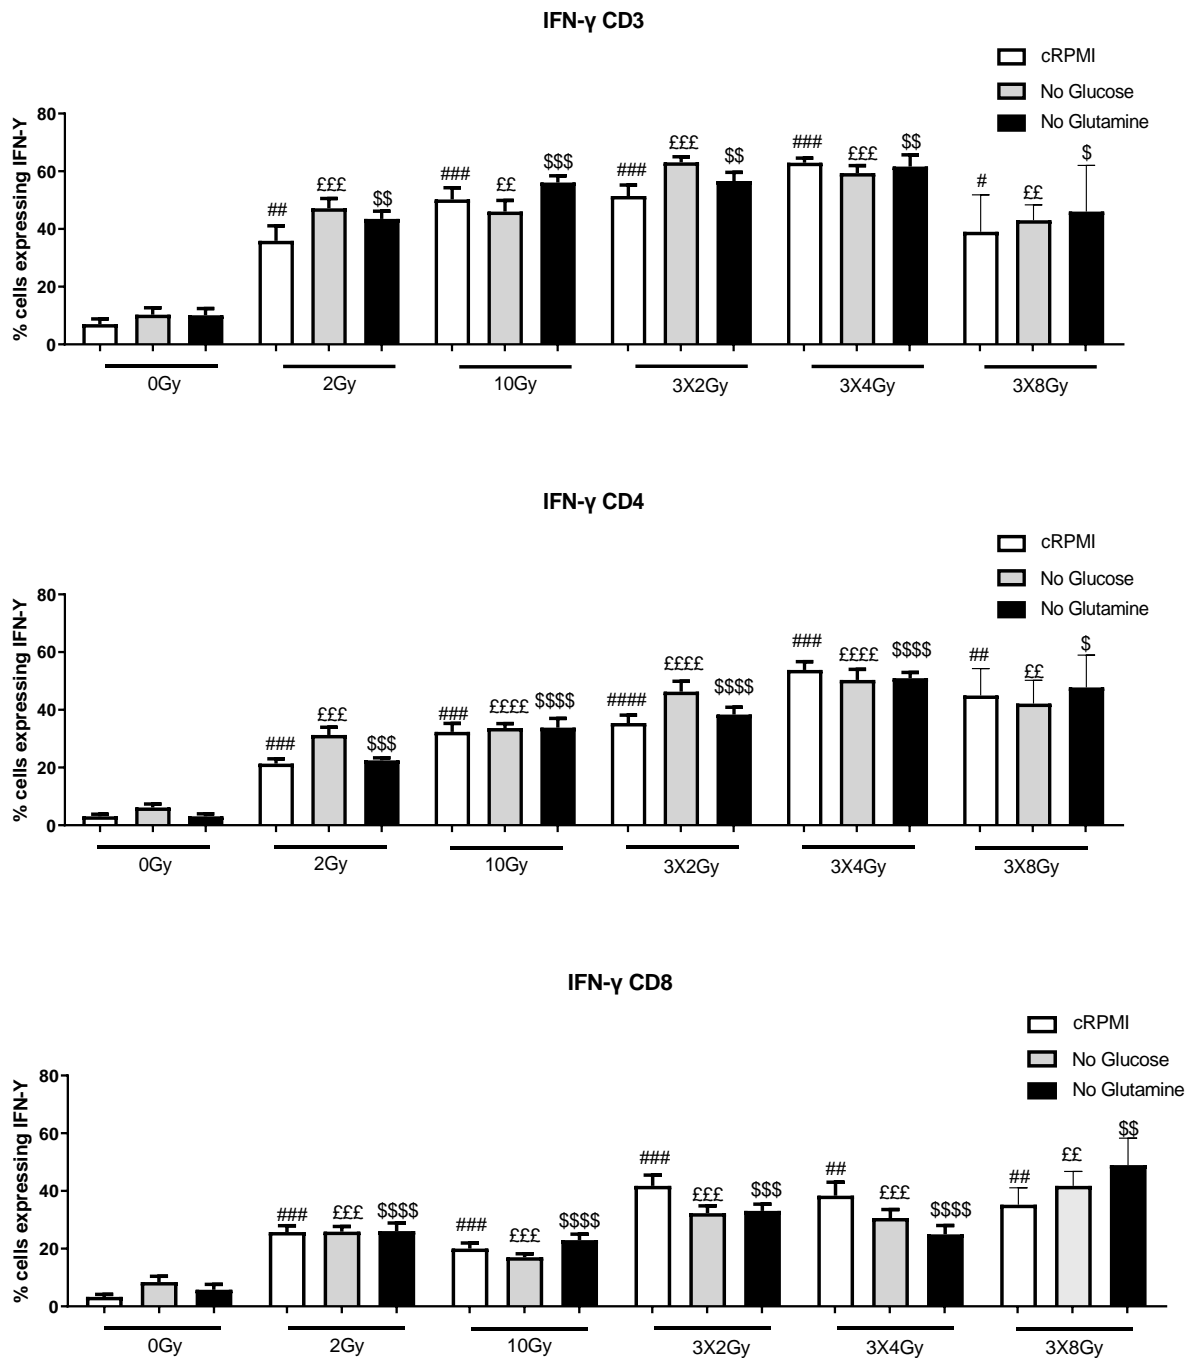 IFN-γ CD3
cRPMI
No Glucose
No Glutamine
% cells expressing IFN-Y
80
60
40
20
0
## £££ $$ ### ££ $$$ ### £££ $$ ### £££ $$ # ££ $
0Gy 2Gy 10Gy 3X2Gy 3X4Gy 3X8Gy
IFN-γ CD4
cRPMI
No Glucose
No Glutamine
% cells expressing IFN-Y
80
60
40
20
0
### £££ $$$ ### ££££ $$$$ #### ££££ $$$$ ### ££££ $$$$ ## ££ $
0Gy 2Gy 10Gy 3X2Gy 3X4Gy 3X8Gy
IFN-γ CD8
cRPMI
No Glucose
No Glutamine
% cells expressing IFN-Y
80
60
40
20
0
### £££ $$$$ ### £££ $$$$ ### £££ $$$ ## £££ $$$$ ## ££ $$
0Gy 2Gy 10Gy 3X2Gy 3X4Gy 3X8Gy